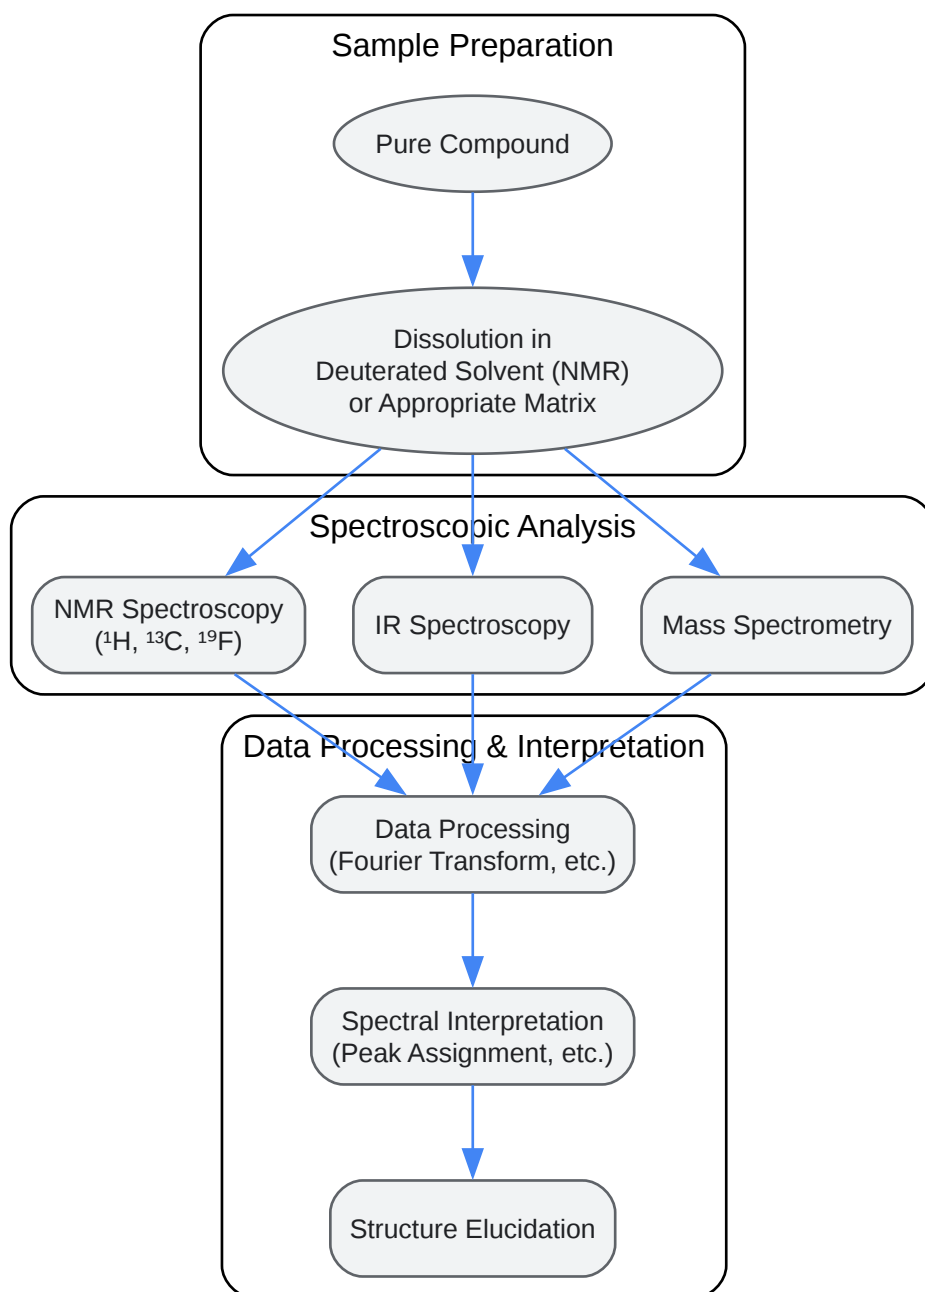 Sample Preparation
Pure Compound
Dissolution in
Deuterated Solvent (NMR)
or Appropriate Matrix
Spectroscopic Analysis
NMR Spectroscopy
(¹H, ¹³C, ¹⁹F)
IR Spectroscopy
Mass Spectrometry
Data Processing & Interpretation
Data Processing
(Fourier Transform, etc.)
Spectral Interpretation
(Peak Assignment, etc.)
Structure Elucidation